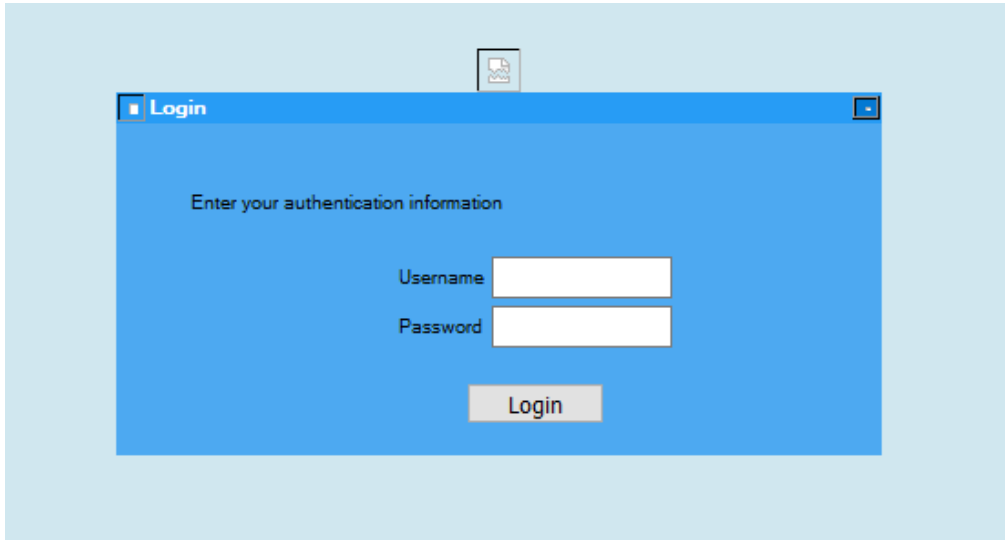 Login
Enter your authentication information
Username
Password
Login